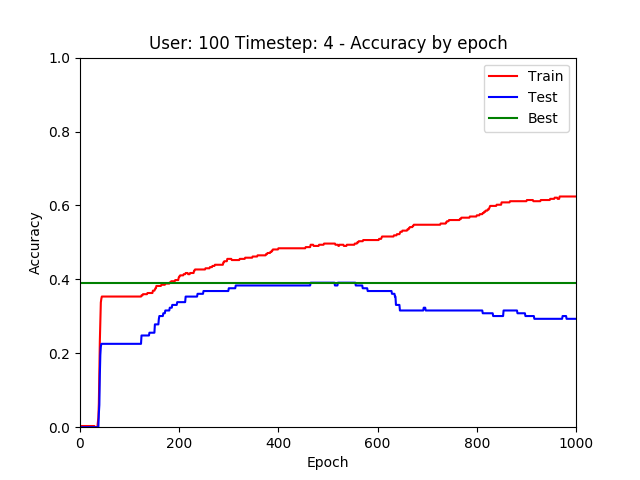 User: 100 Timestep: 4 - Accuracy by epoch
Train
Test
Best
Accuracy
1.0
0.8
0.6
0.4
0.2
0.0
0 200 400 600 800 1000
Epoch